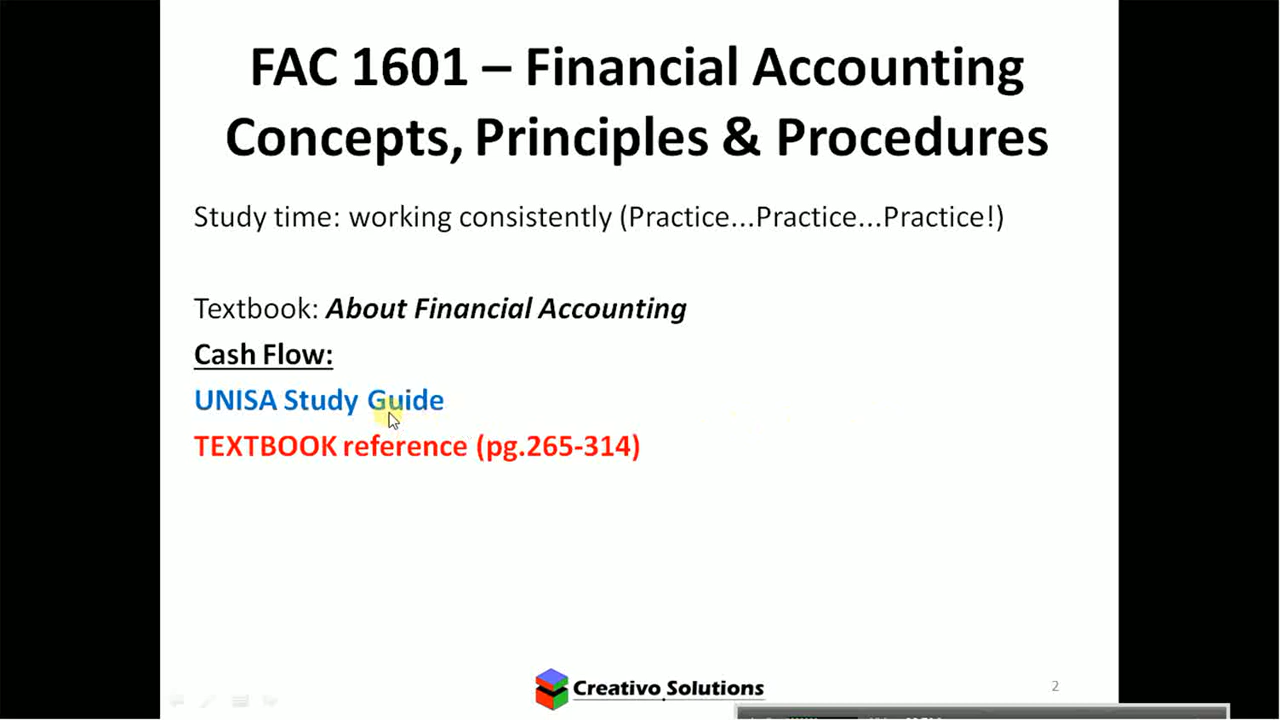 FAC 1601 – Financial Accounting
Concepts, Principles & Procedures
Study time: working consistently (Practice...Practice...Practice!)
Textbook: About Financial Accounting
Cash Flow:
UNISA Study Guide
TEXTBOOK reference (pg.265-314)
Creativo Solutions
2